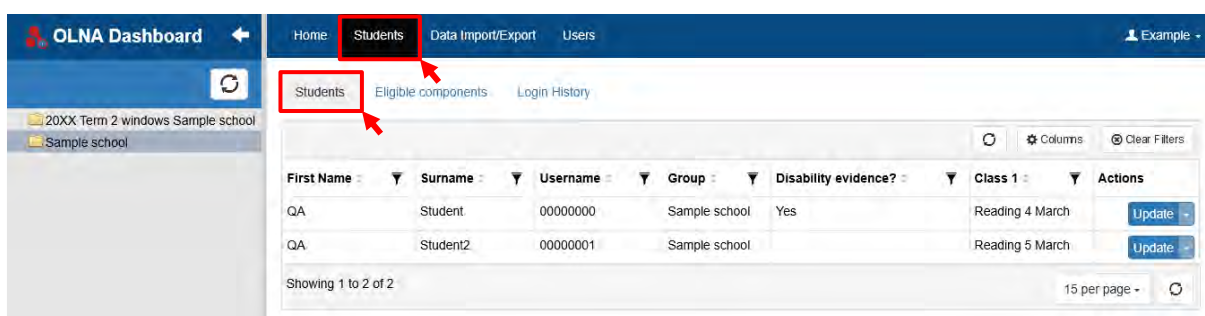 OLNA Dashboard
Home Students Data Import/Export Users Example
Students Eligible components Login History
20XX Term 2 windows Sample school
Sample school
Columns Clear Filters
First Name Surname Username Group Disability evidence? Class 1 Actions
QA Student 00000000 Sample school Yes Reading 4 March Update
QA Student2 00000001 Sample school Reading 5 March Update
Showing 1 to 2 of 2
15 per page